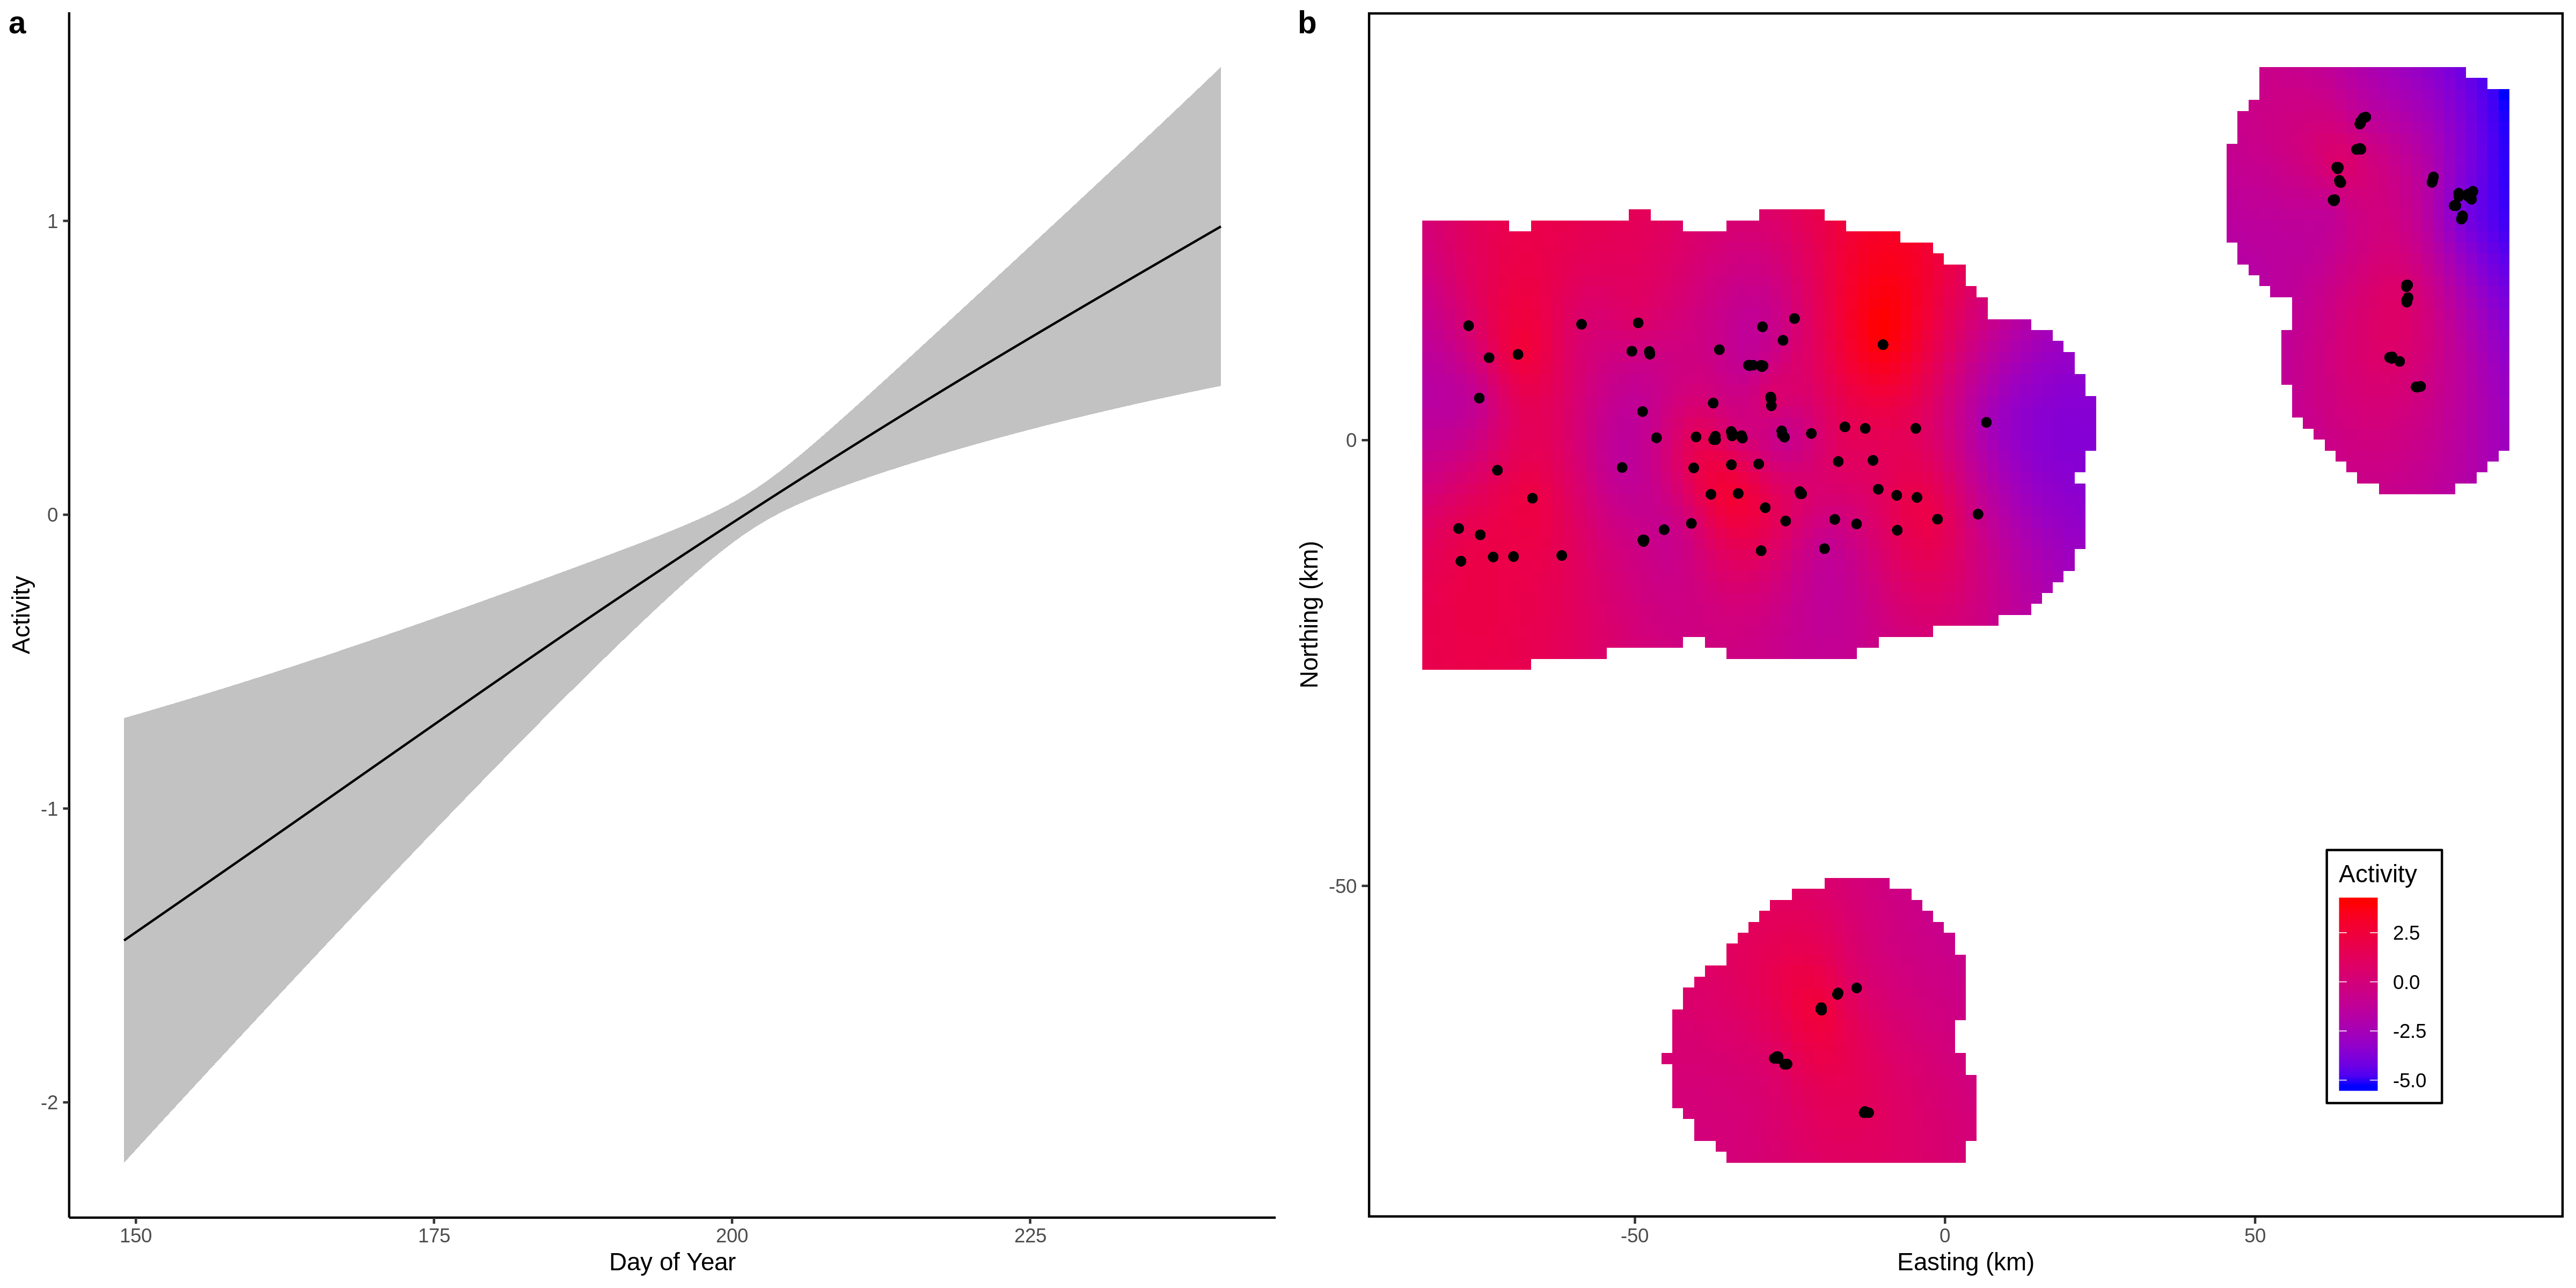 a
Activity
1
0
-1
-2
150 175 200 225
Day of Year
b
Northing (km)
0
-50
-50 0 50
Easting (km)
Activity
2.5
0.0
-2.5
-5.0